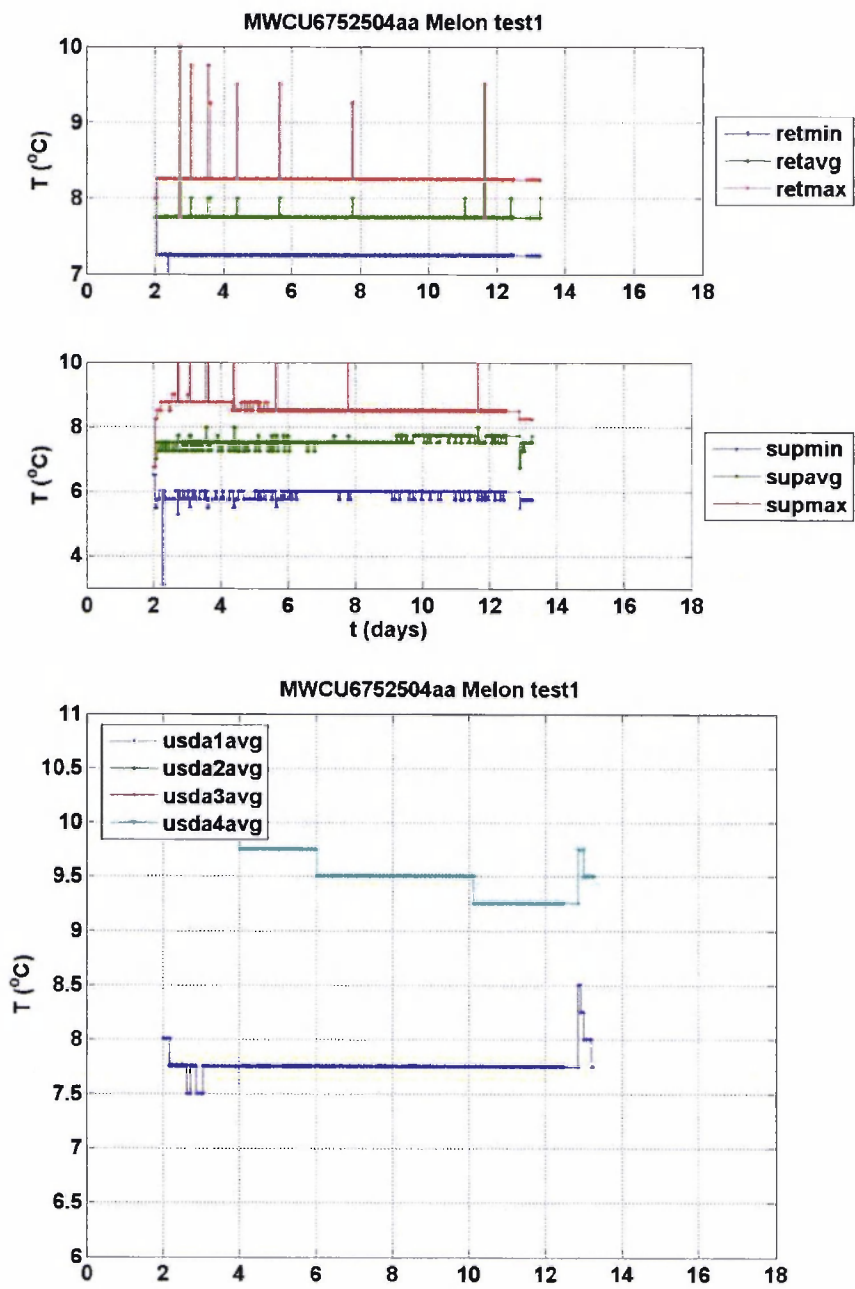 MWCU6752504aa Melon test1
10
9
8
7
T (°C)
0 2 4 6 8 10 12 14 16 18
retmin
retavg
retmax
10
8
6
4
T (°C)
0 2 4 6 8 10 12 14 16 18
t (days)
supmin
supavg
supmax
MWCU6752504aa Melon test1
11
10.5
10
9.5
9
8.5
8
7.5
7
6.5
6
T (°C)
0 2 4 6 8 10 12 14 16 18
usda1avg
usda2avg
usda3avg
usda4avg